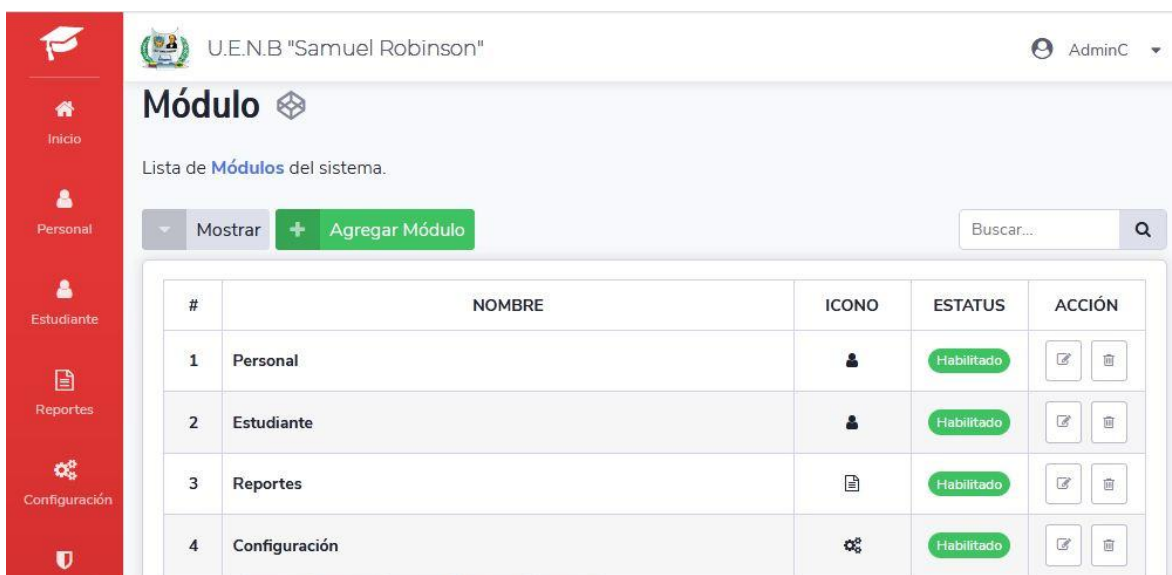 U.E.N.B "Samuel Robinson"
AdminC
Inicio
Personal
Estudiante
Reportes
Configuración
Módulo
Lista de Módulos del sistema.
Mostrar
Agregar Módulo
Buscar...
# NOMBRE ICONO ESTATUS ACCIÓN
1 Personal Habilitado
2 Estudiante Habilitado
3 Reportes Habilitado
4 Configuración Habilitado